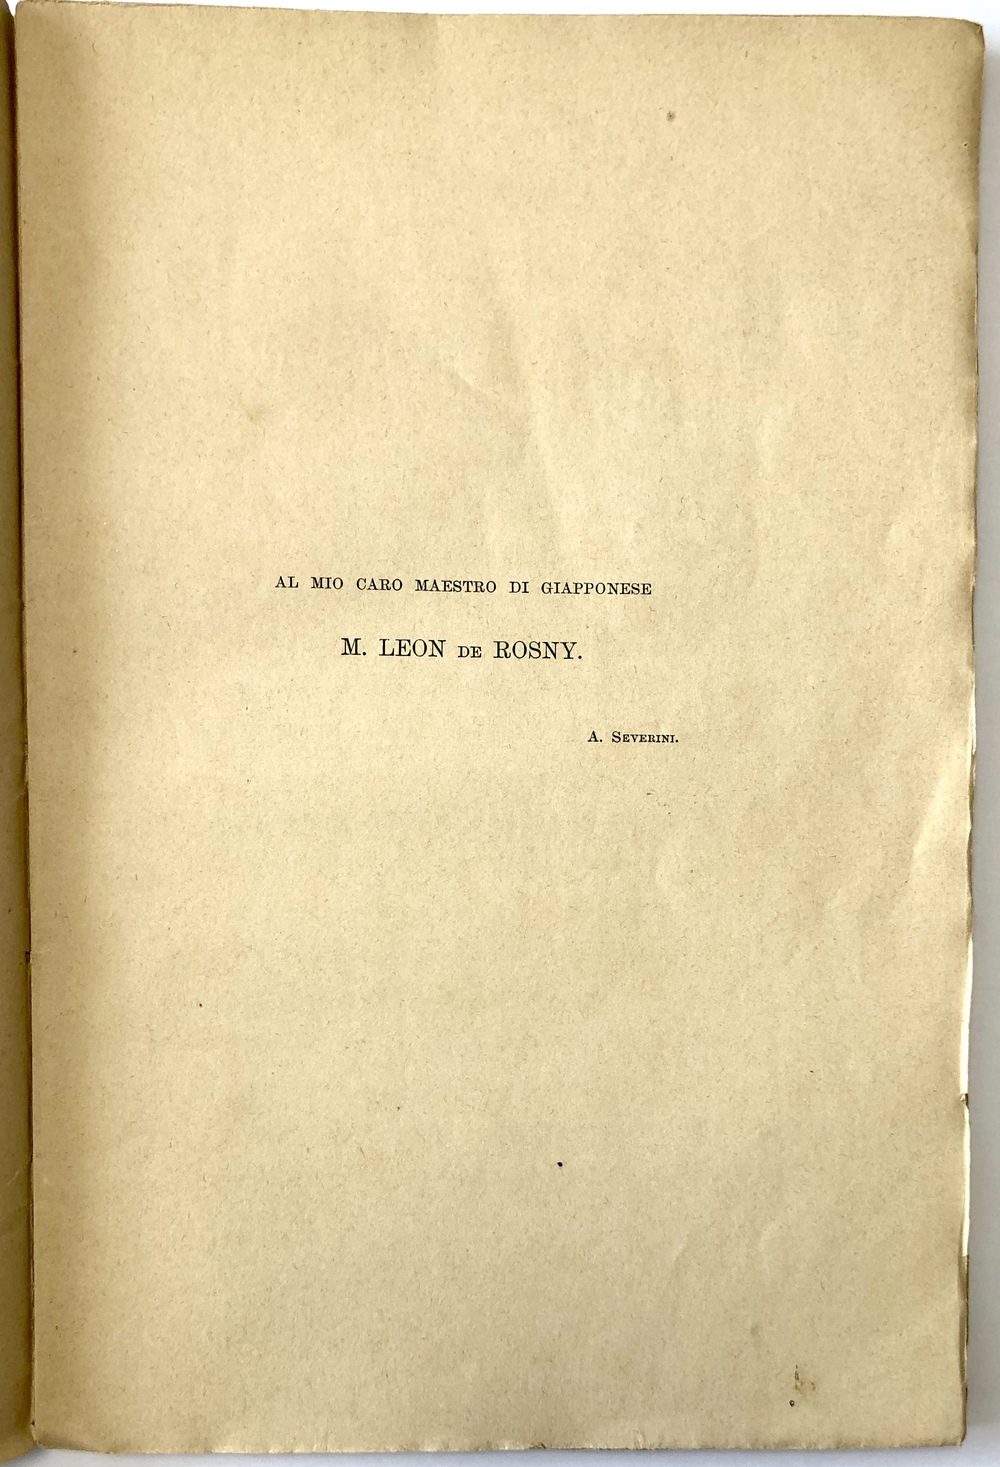 AL MIO CARO MAESTRO DI GIAPPONESE
M. LEON DE ROSNY.
A. SEVERINI.